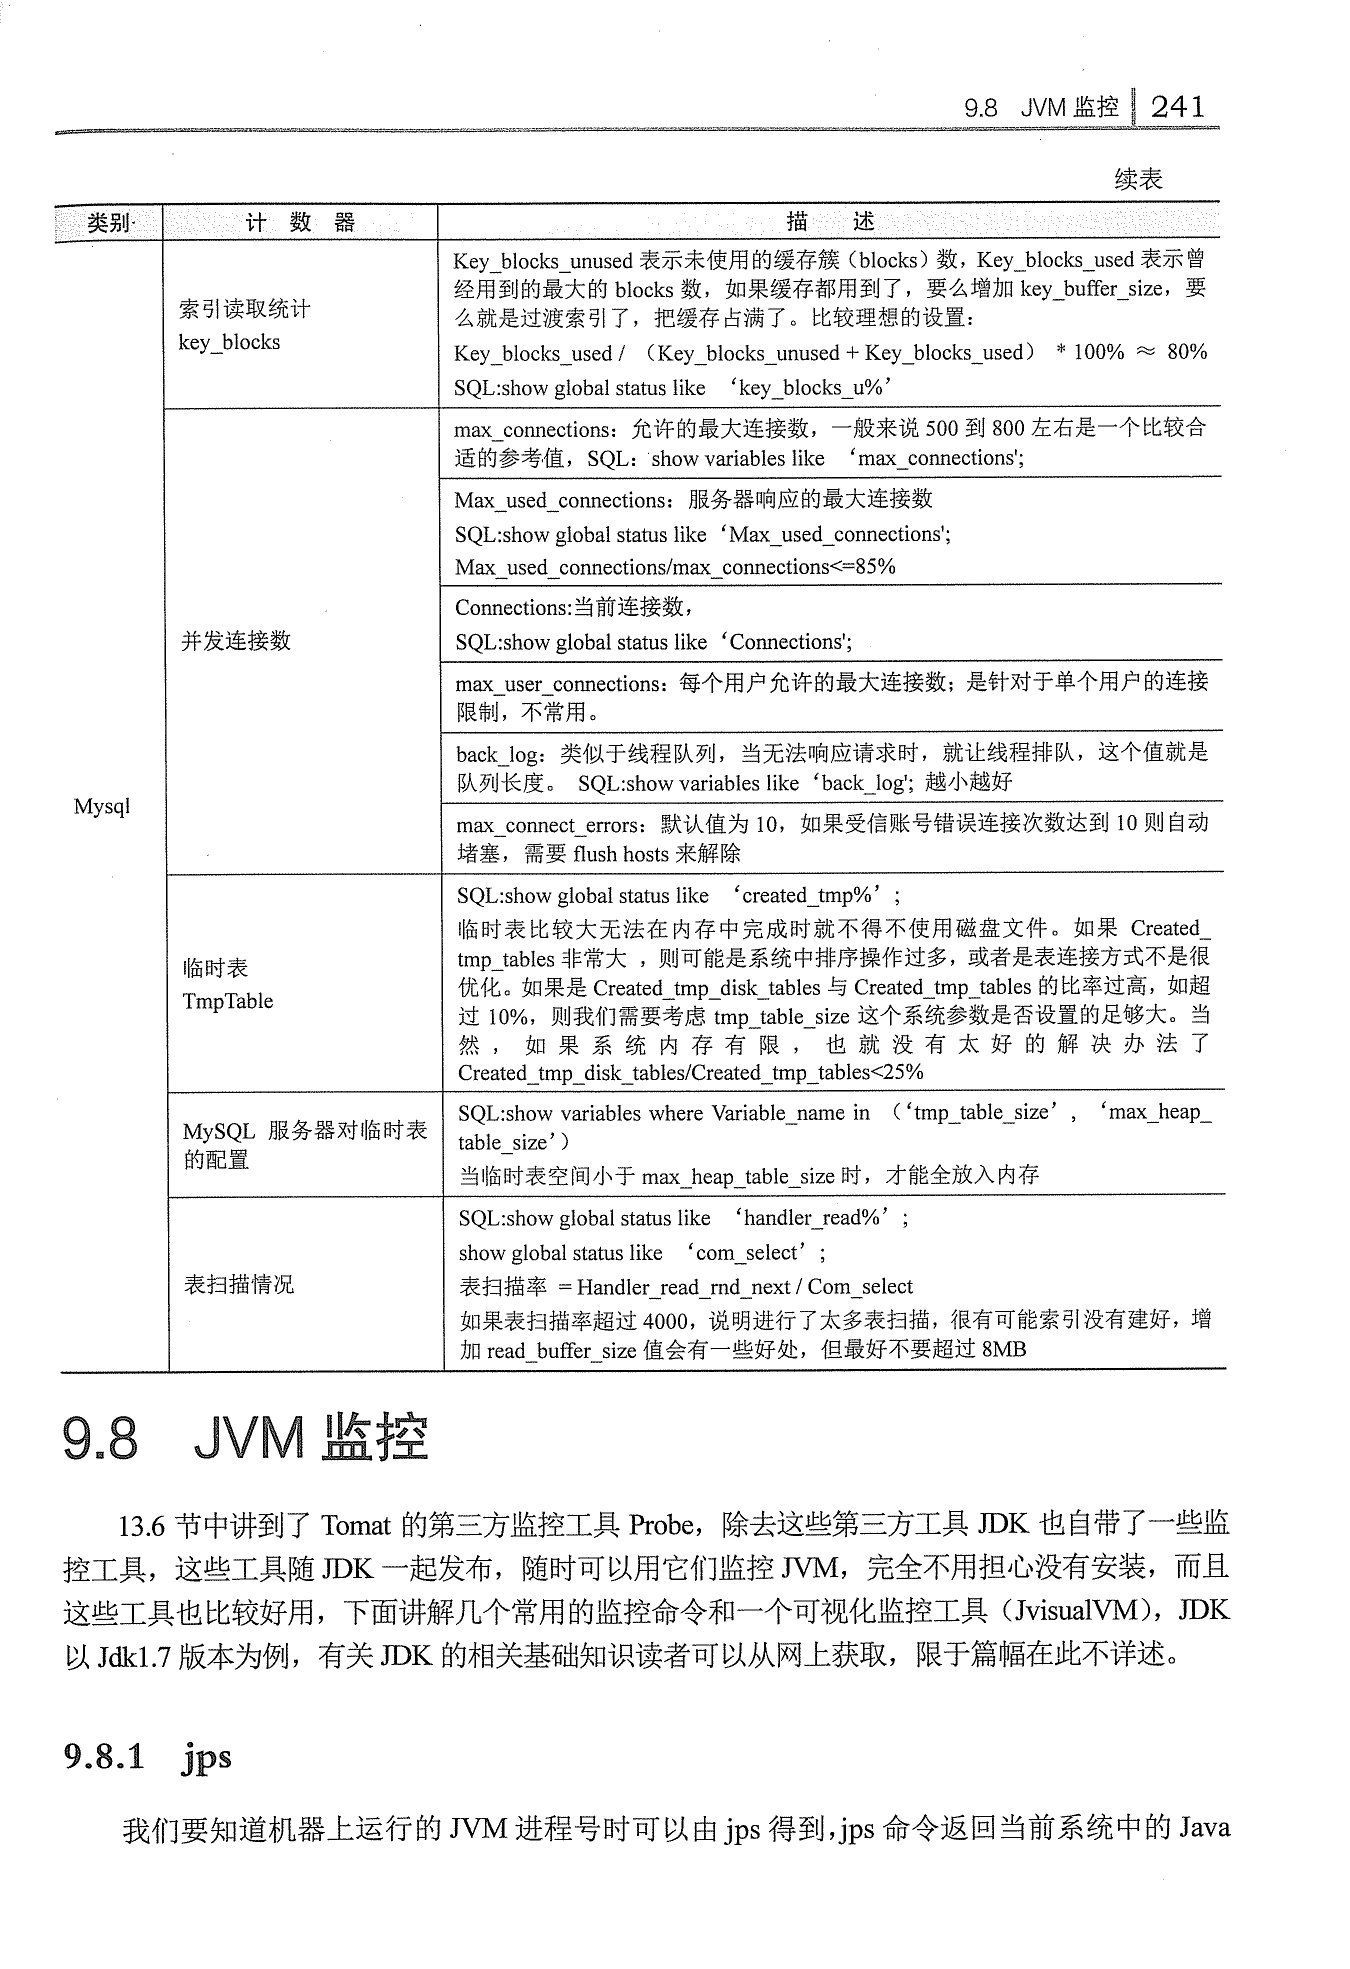 9.8 JVM 监控 241
续表
类别 计 数 器 描 述
Mysql
索引读取统计
key_blocks
Key_blocks_unused 表示未使用的缓存簇（blocks）数，Key_blocks_used 表示曾
经用到的最大的 blocks 数，如果缓存都用到了，要么增加 key_buffer_size，要
么就是过渡索引了，把缓存占满了。比较理想的设置：
Key_blocks_used / （Key_blocks_unused + Key_blocks_used） * 100% ≈ 80%
SQL:show global status like ‘key_blocks_u%’
并发连接数
max_connections：允许的最大连接数，一般来说 500 到 800 左右是一个比较合
适的参考值，SQL：show variables like ‘max_connections';
Max_used_connections：服务器响应的最大连接数
SQL:show global status like ‘Max_used_connections';
Max_used_connections/max_connections<=85%
Connections:当前连接数，
SQL:show global status like ‘Connections';
max_user_connections：每个用户允许的最大连接数；是针对于单个用户的连接
限制，不常用。
back_log：类似于线程队列，当无法响应请求时，就让线程排队，这个值就是
队列长度。 SQL:show variables like ‘back_log'; 越小越好
max_connect_errors：默认值为 10，如果受信账号错误连接次数达到 10 则自动
堵塞，需要 flush hosts 来解除
临时表
TmpTable
SQL:show global status like ‘created_tmp%’；
临时表比较大无法在内存中完成时就不得不使用磁盘文件。如果 Created_
tmp_tables 非常大 ，则可能是系统中排序操作过多，或者是表连接方式不是很
优化。如果是 Created_tmp_disk_tables 与 Created_tmp_tables 的比率过高，如超
过 10%，则我们需要考虑 tmp_table_size 这个系统参数是否设置的足够大。当
然 ， 如 果 系 统 内 存 有 限 ， 也 就 没 有 太 好 的 解 决 办 法 了
Created_tmp_disk_tables/Created_tmp_tables<25%
MySQL 服务器对临时表
的配置
SQL:show variables where Variable_name in （‘tmp_table_size’，‘max_heap_
table_size’）
当临时表空间小于 max_heap_table_size 时，才能全放入内存
表扫描情况
SQL:show global status like ‘handler_read%’；
show global status like ‘com_select’；
表扫描率 = Handler_read_rnd_next / Com_select
如果表扫描率超过 4000，说明进行了太多表扫描，很有可能索引没有建好，增
加 read_buffer_size 值会有一些好处，但最好不要超过 8MB
9.8 JVM 监控
13.6 节中讲到了 Tomat 的第三方监控工具 Probe，除去这些第三方工具 JDK 也自带了一些监
控工具，这些工具随 JDK 一起发布，随时可以用它们监控 JVM，完全不用担心没有安装，而且
这些工具也比较好用，下面讲解几个常用的监控命令和一个可视化监控工具（JvisualVM），JDK
以 Jdk1.7 版本为例，有关 JDK 的相关基础知识读者可以从网上获取，限于篇幅在此不详述。
9.8.1 jps
我们要知道机器上运行的 JVM 进程号时可以由 jps 得到，jps 命令返回当前系统中的 Java